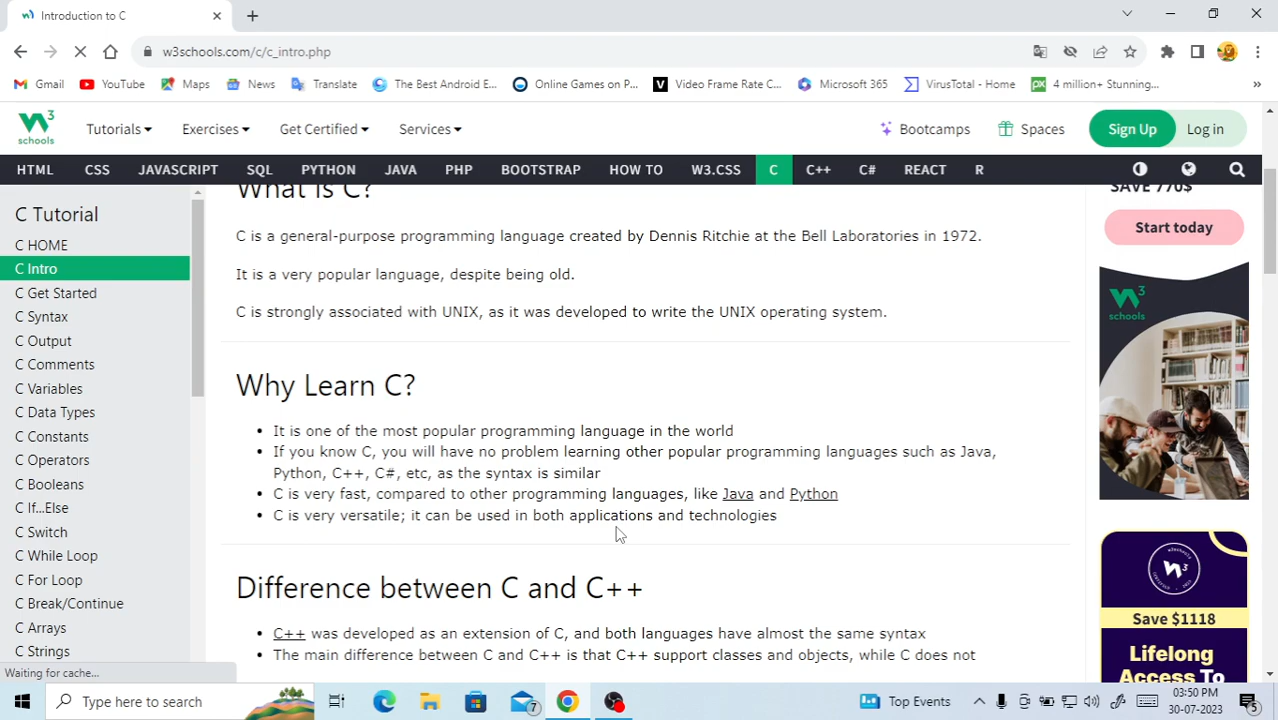 Introduction to C
w3schools.com/c/c_intro.php
Gmail YouTube Maps News Translate The Best Android E... Online Games on P... Video Frame Rate C... Microsoft 365 VirusTotal - Home 4 million+ Stunning... »
W3 schools Tutorials Exercises Get Certified Services Bootcamps Spaces Sign Up Log in
HTML CSS JAVASCRIPT SQL PYTHON JAVA PHP BOOTSTRAP HOW TO W3.CSS C C++ C# REACT R
C Tutorial
C HOME
C Intro
C Get Started
C Syntax
C Output
C Comments
C Variables
C Data Types
C Constants
C Operators
C Booleans
C If...Else
C Switch
C While Loop
C For Loop
C Break/Continue
C Arrays
C Strings
What is C?
C is a general-purpose programming language created by Dennis Ritchie at the Bell Laboratories in 1972.
It is a very popular language, despite being old.
C is strongly associated with UNIX, as it was developed to write the UNIX operating system.
Why Learn C?
• It is one of the most popular programming language in the world
• If you know C, you will have no problem learning other popular programming languages such as Java,
Python, C++, C#, etc, as the syntax is similar
• C is very fast, compared to other programming languages, like Java and Python
• C is very versatile; it can be used in both applications and technologies
Difference between C and C++
• C++ was developed as an extension of C, and both languages have almost the same syntax
• The main difference between C and C++ is that C++ support classes and objects, while C does not
SAVE 770$
Start today
W3
schools
Save $1118
Lifelong
Access To
Waiting for cache...
Type here to search
7
Top Events
03:50 PM
30-07-2023
5